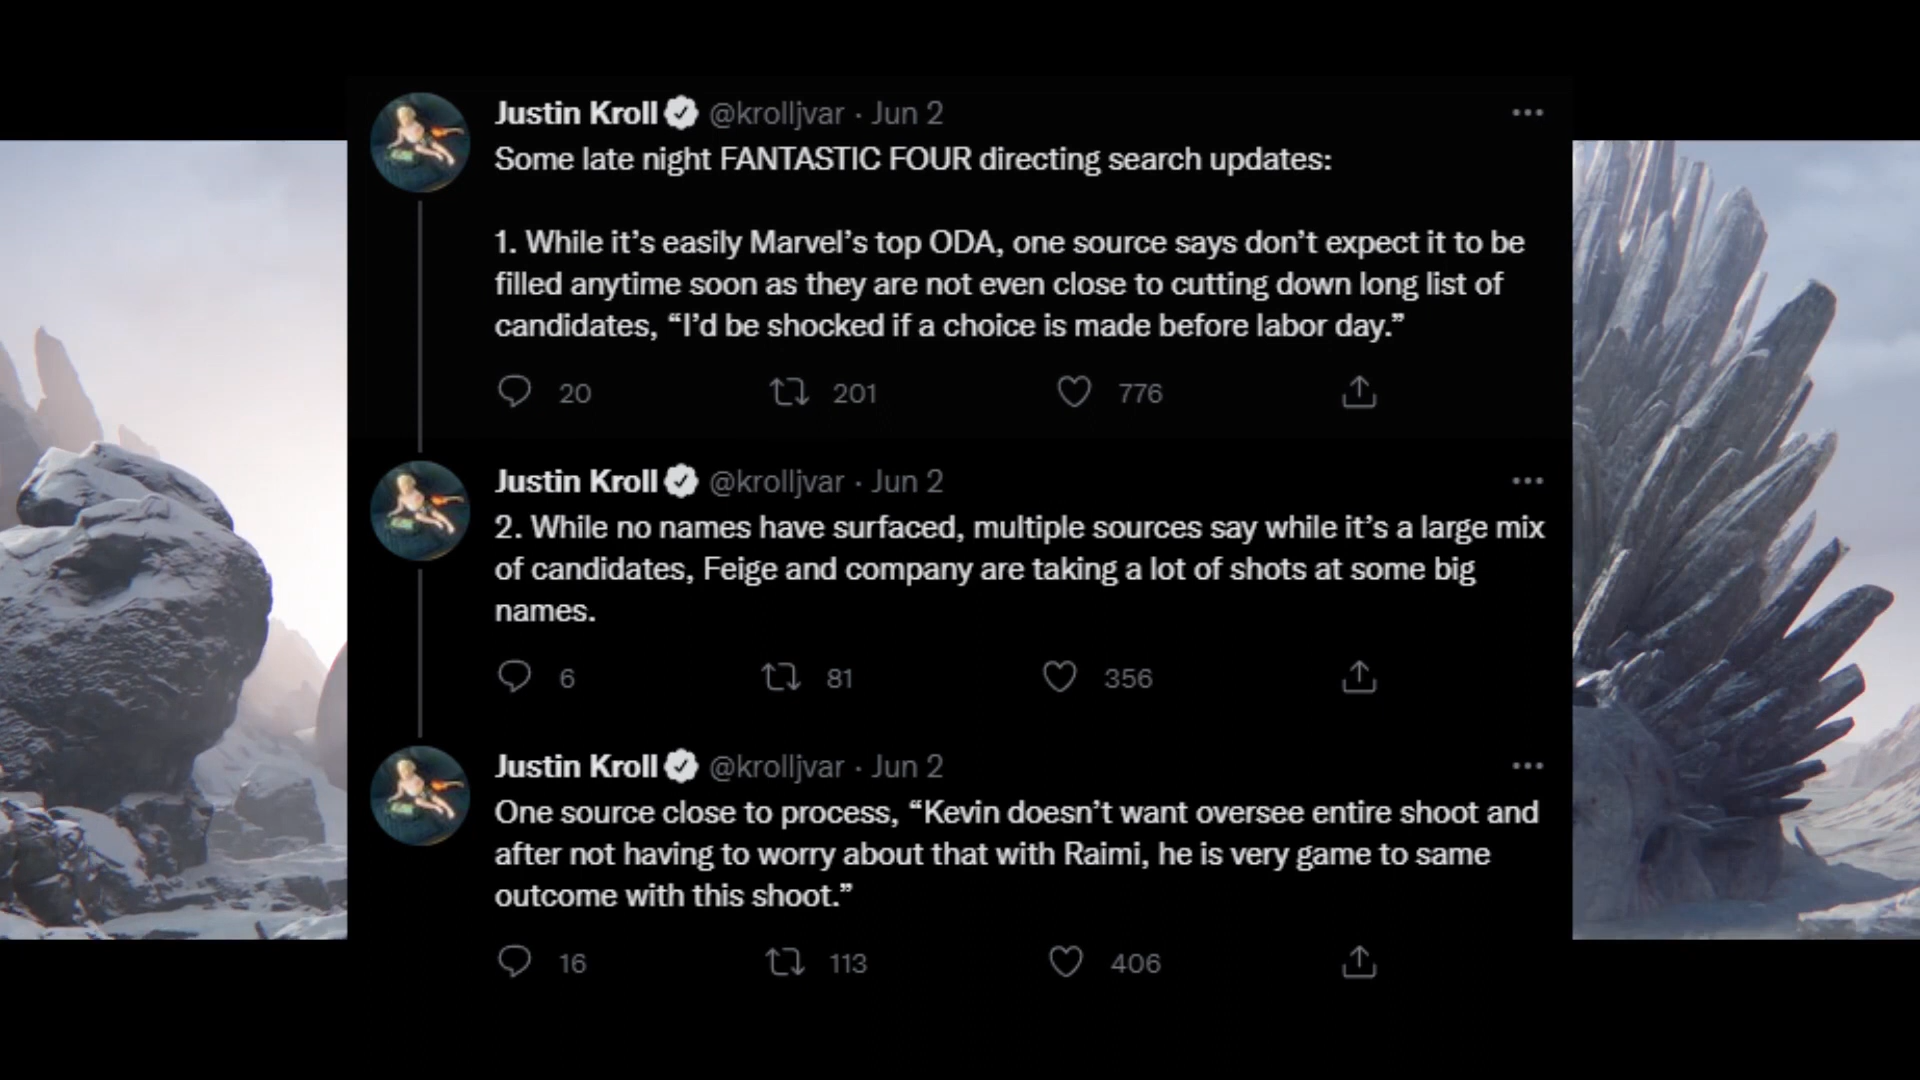 Justin Kroll @krolljvar · Jun 2
Some late night FANTASTIC FOUR directing search updates:
1. While it’s easily Marvel’s top ODA, one source says don’t expect it to be
filled anytime soon as they are not even close to cutting down long list of
candidates, “I’d be shocked if a choice is made before labor day.”
20 201 776
Justin Kroll @krolljvar · Jun 2
2. While no names have surfaced, multiple sources say while it’s a large mix
of candidates, Feige and company are taking a lot of shots at some big
names.
6 81 356
Justin Kroll @krolljvar · Jun 2
One source close to process, “Kevin doesn’t want oversee entire shoot and
after not having to worry about that with Raimi, he is very game to same
outcome with this shoot.”
16 113 406